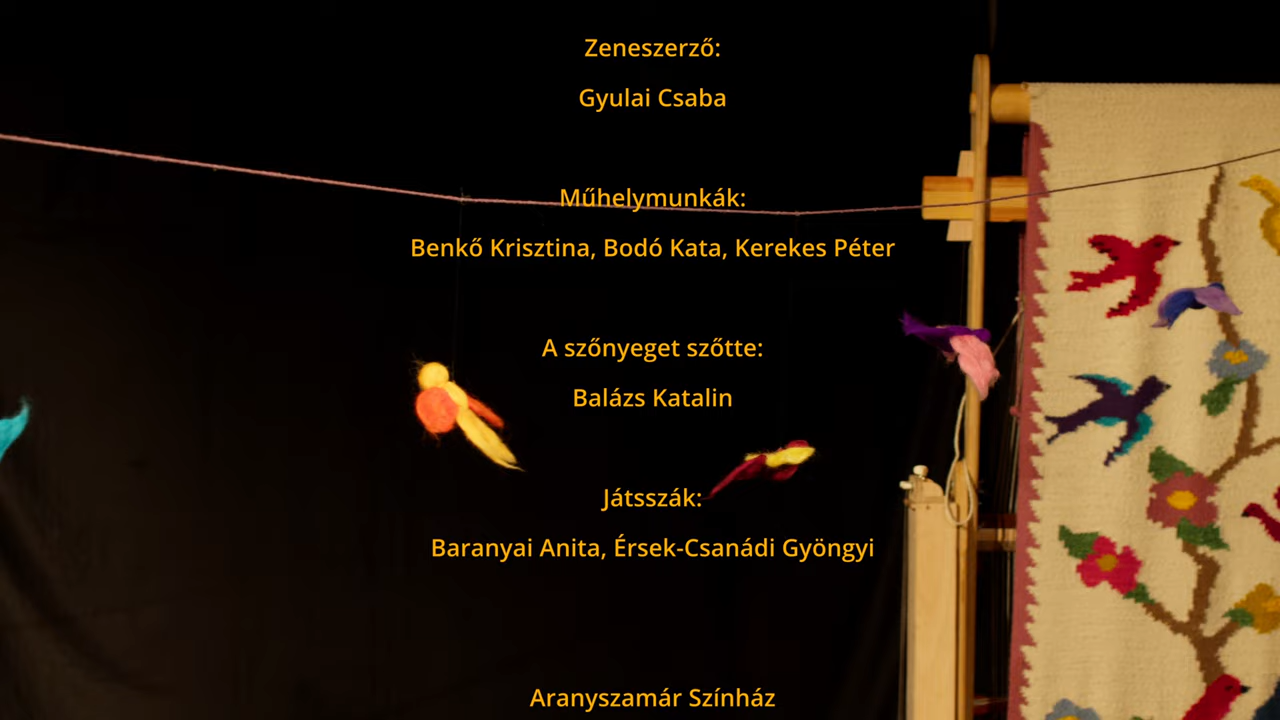 Zeneszerző:
Gyulai Csaba
Műhelymunkák:
Benkő Krisztina, Bodó Kata, Kerekes Péter
A szőnyeget szőtte:
Balázs Katalin
Játsszák:
Baranyai Anita, Érsek-Csanádi Gyöngyi
Aranyszamár Színház